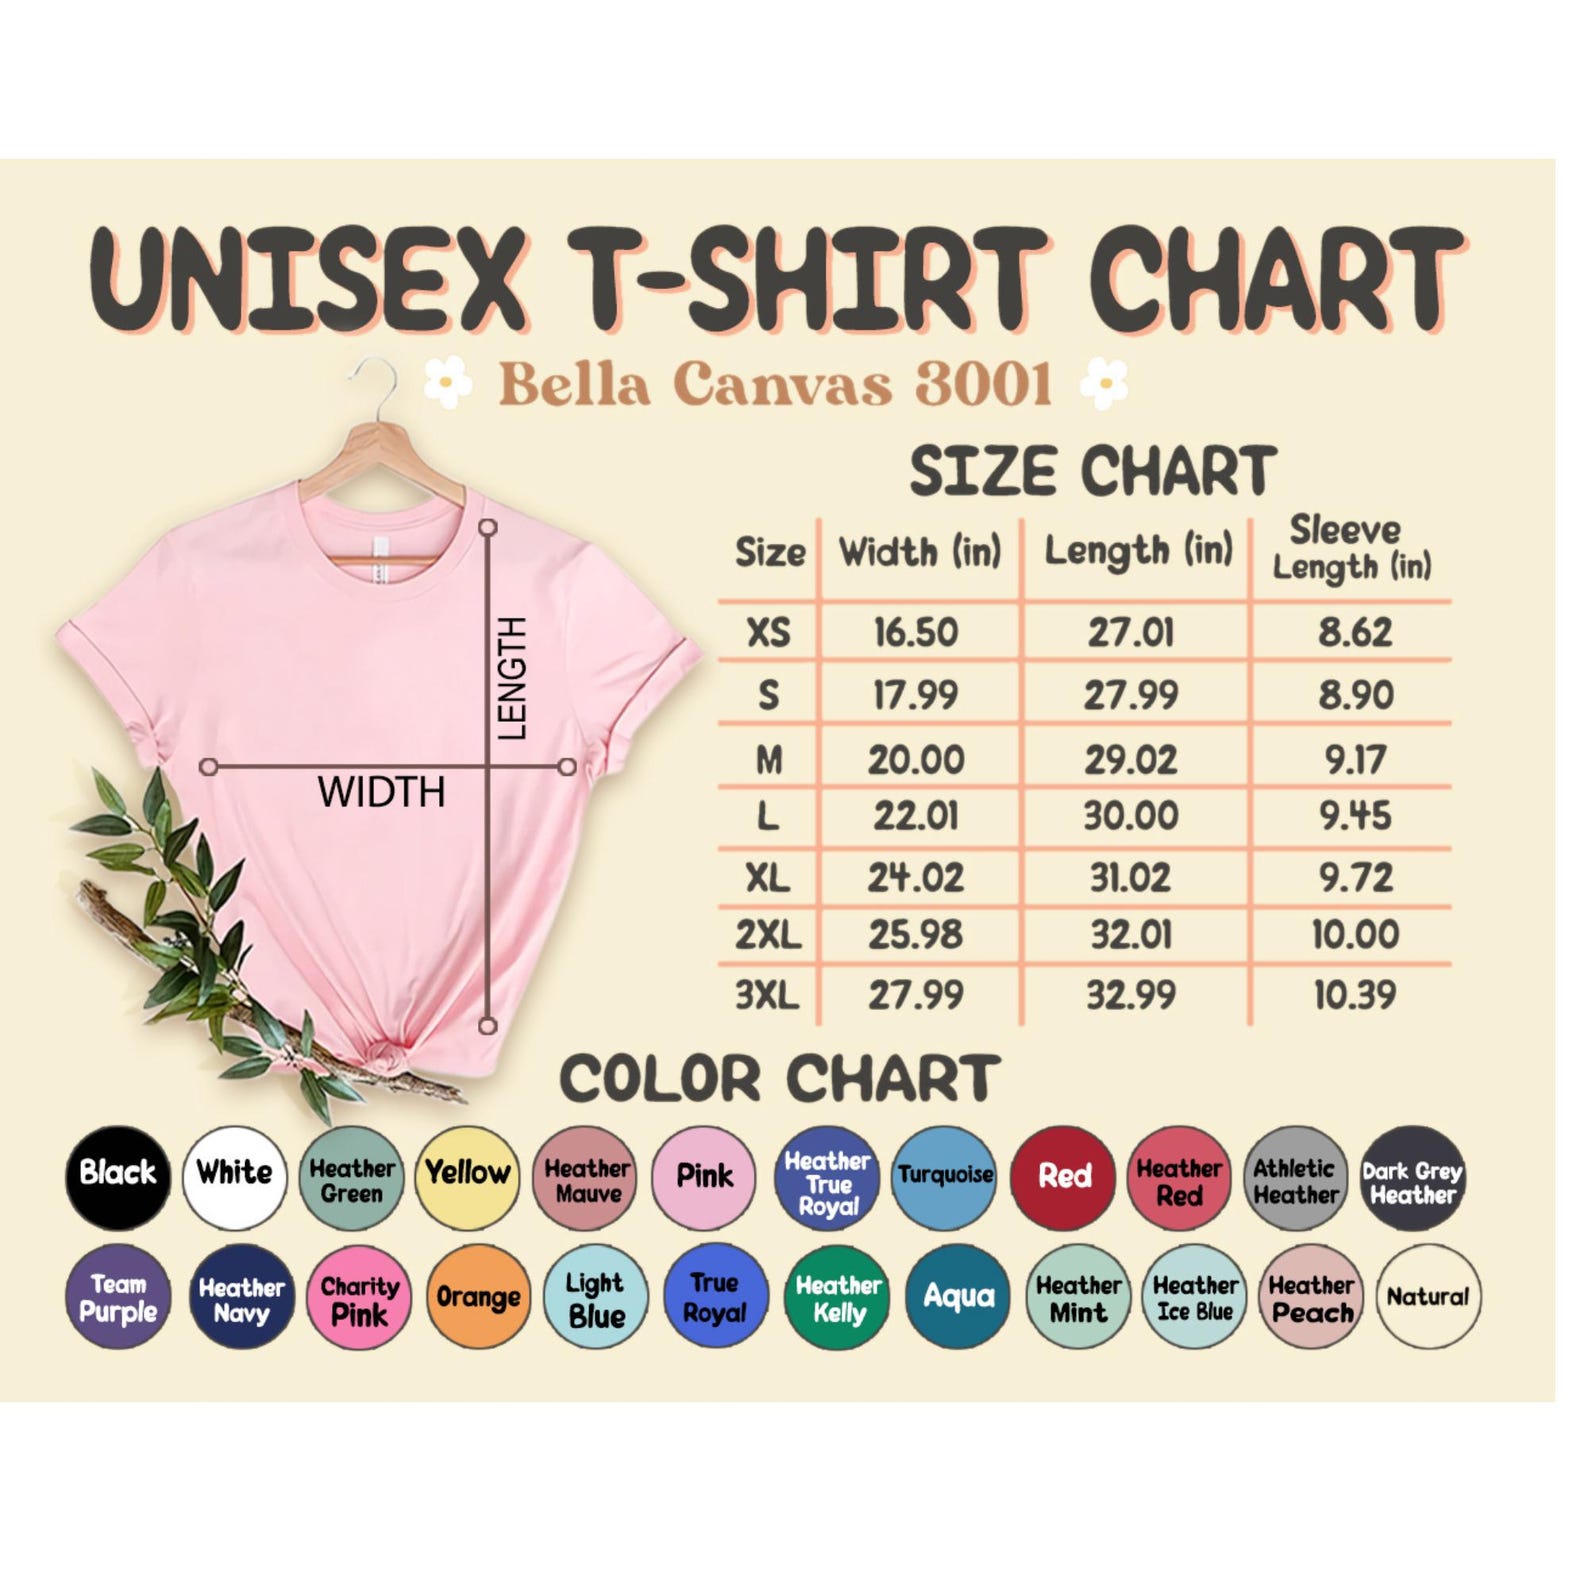 UNISEX T-SHIRT CHART
Bella Canvas 3001
SIZE CHART
Size Width (in) Length (in) Sleeve Length (in)
XS 16.50 27.01 8.62
S 17.99 27.99 8.90
M 20.00 29.02 9.17
L 22.01 30.00 9.45
XL 24.02 31.02 9.72
2XL 25.98 32.01 10.00
3XL 27.99 32.99 10.39
LENGTH
WIDTH
COLOR CHART
Black
White
Heather
Green
Yellow
Heather
Mauve
Pink
Heather
True
Royal
Turquoise
Red
Heather
Red
Athletic
Heather
Dark Grey
Heather
Team
Purple
Heather
Navy
Charity
Pink
Orange
Light
Blue
True
Royal
Heather
Kelly
Aqua
Heather
Mint
Heather
Ice Blue
Heather
Peach
Natural